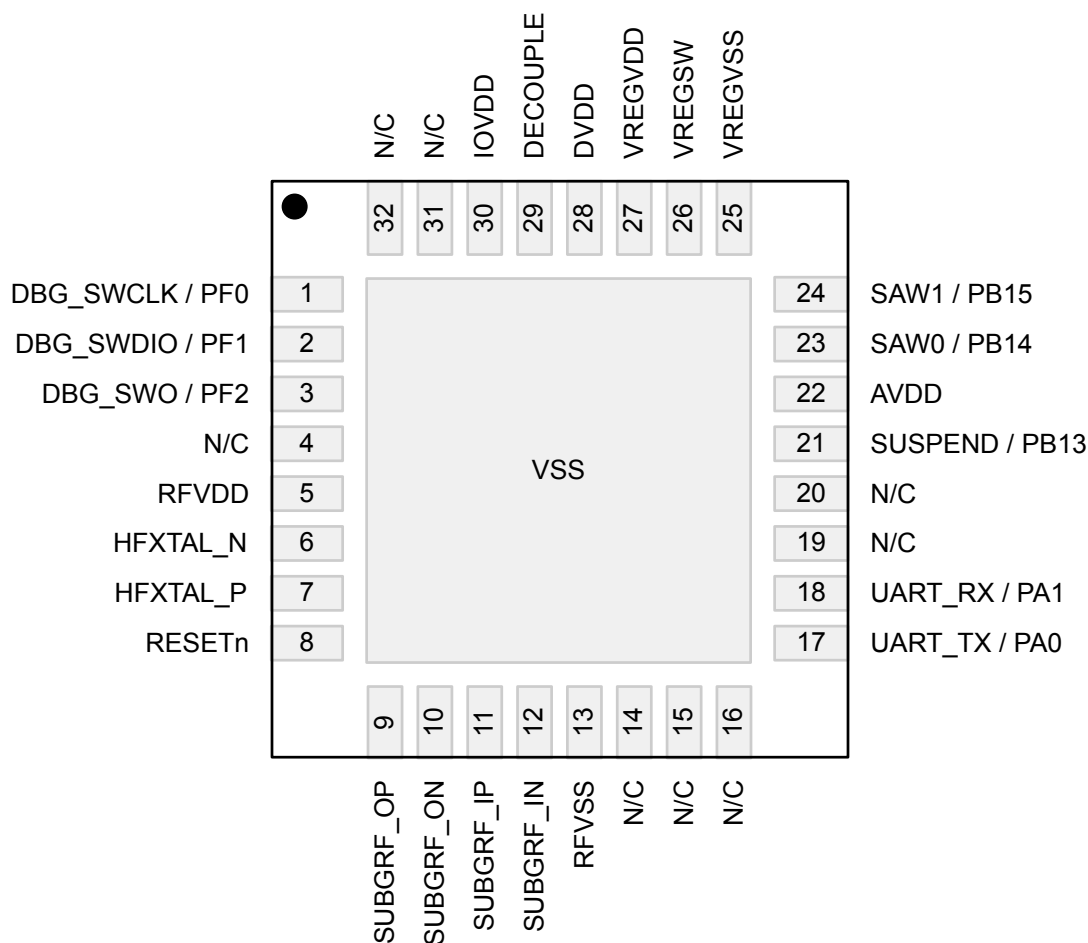 N/C
N/C
IOVDD
DECOUPLE
DVDD
VREGVDD
VREGSW
VREGVSS
32
31
30
29
28
27
26
25
DBG_SWCLK / PF0 1
DBG_SWDIO / PF1 2
DBG_SWO / PF2 3
N/C 4
RFVDD 5
HFXTAL_N 6
HFXTAL_P 7
RESETn 8
VSS
24 SAW1 / PB15
23 SAW0 / PB14
22 AVDD
21 SUSPEND / PB13
20 N/C
19 N/C
18 UART_RX / PA1
17 UART_TX / PA0
9
10
11
12
13
14
15
16
SUBGRF_OP
SUBGRF_ON
SUBGRF_IP
SUBGRF_IN
RFVSS
N/C
N/C
N/C